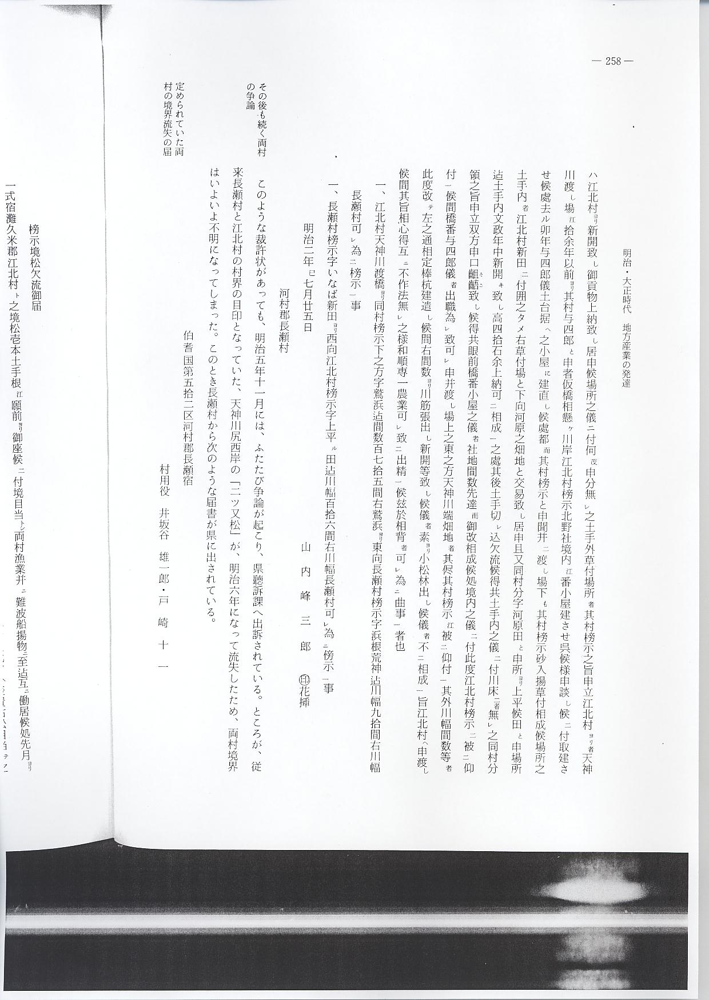 — 258 —
明治・大正時代　地方産業の発達
ハ江北村ヨリ新開致し御貢物上納致し居申候場所之儀ニ付何茂申分無レ之土手外草付場所者其村榜示之旨申立江北村ヨリ者天神
川渡し場江拾余年以前ヨリ其村与四郎と申者仮橋相懸ケ川岸江北村榜示北野社境内江番小屋建させ呉候様申談し候ニ付取建さ
せ候處去ル卯年与四郎儀土台据へ之小屋に建直し候處都而其村榜示と申聞并ニ渡し場下も其村榜示砂入揚草付相成候場所之
土手内者江北村新田ニ付囲之タメ右草付場と下向河原之畑地と交易致し居申且又同村分字河原田と申所ヨリ上平候田と申場所
迠土手内文政年中新開キ致し高四拾石余上納可ニ相成一之處其後土手切レ込欠流候得共土手内之儀ニ付川床ニ者無レ之同村分
領之旨申立双方申口齟齬モニ致し候得共眼前橋番小屋之儀者社地間数先達而御改相成候処境内之儀ニ付此度江北村榜示ニ被ニ仰
付一候間橋番与四郎儀者出職為レ致可レ申并渡し場上之東之方天神川端畑地者其侭其村榜示江被ニ仰付一其外川幅間数等者
此度改テ左之通相定棒杭建遣し候間右間数ヨリ川筋張出し新開等致し候儀者素ヨリ小松林出し候儀者不ニ相成一旨江北村へ申渡し
候間其旨相心得互ニ不作法無レ之様和順専一農業可レ致ニ出精一候玆於相背者可レ為ニ曲事一者也
一、江北村天神川渡橋ヨリ同村榜示下之方字鷲浜迠間数百七拾五間右鷲浜ヨリ東向長瀬村榜示字浜根荒神迠川幅九拾間右川幅
長瀬村可レ為ニ榜示一事
一、長瀬村榜示字いなば新田ヨリ西向江北村榜示字上平ル田迠川幅百拾六間右川幅長瀬村可レ為ニ傍示一事
明治二年巳七月廿五日
山内峰三郎　㊞花押
河村郡長瀬村
その後も続く両村
の争論
このような裁許状があっても、明治五年十一月には、ふたたび争論が起こり、県聴訴課へ出訴されている。ところが、従
来長瀬村と江北村の村界の目印となっていた、天神川尻西岸の「二ツ又松」が、明治六年になって流失したため、両村境界
はいよいよ不明になってしまった。このとき長瀬村から次のような届書が県に出されている。
定められていた両
村の境界流失の届
伯耆国第五拾二区河村郡長瀬宿
村用役　井坂谷　雄一郎・戸崎十一
榜示境松欠流御届
一式宿灘久米郡江北村ト之境松壱本土手根江願前ヨリ御座候ニ付境目当トシ両村漁業并ニ難波船揚物ニ至迠互ニ働居候処先月ヨリ